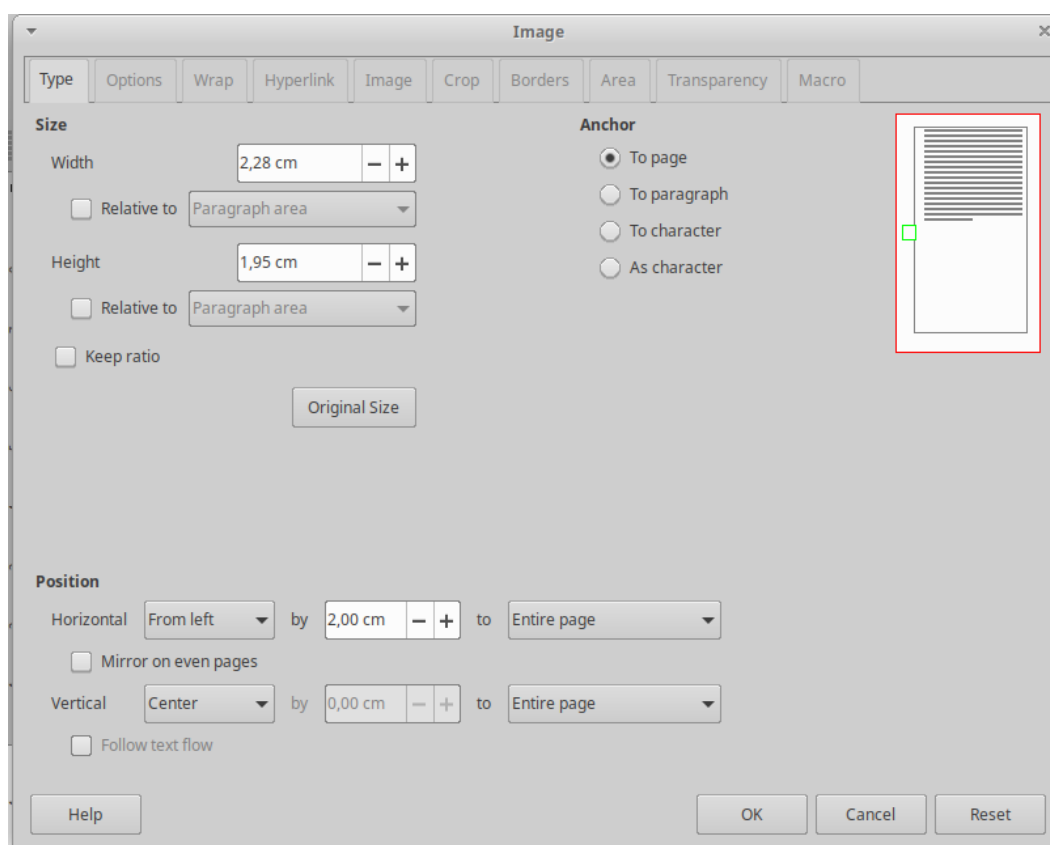 Image
Type Options Wrap Hyperlink Image Crop Borders Area Transparency Macro
Size
Width 2,28 cm
Relative to Paragraph area
Height 1,95 cm
Relative to Paragraph area
Keep ratio
Original Size
Anchor
To page
To paragraph
To character
As character
Position
Horizontal From left by 2,00 cm to Entire page
Mirror on even pages
Vertical Center by 0,00 cm to Entire page
Follow text flow
Help OK Cancel Reset